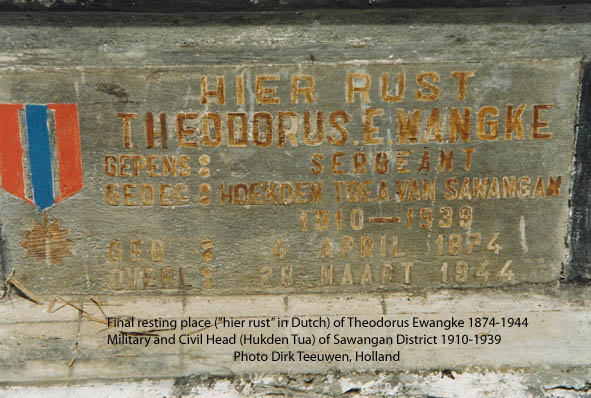 HIER RUST
THEODORUS. EWANGKE
GEPENS: SERGEANT
GEDEC: HOEKOEM TOEA VAN SAWANGAN
1910—1939
GEB : 4 APRIL 1874
OVERL: 28 MAART 1944
Final resting place ("hier rust" in Dutch) of Theodorus Ewangke 1874-1944
Military and Civil Head (Hukden Tua) of Sawangan District 1910-1939
Photo Dirk Teeuwen, Holland